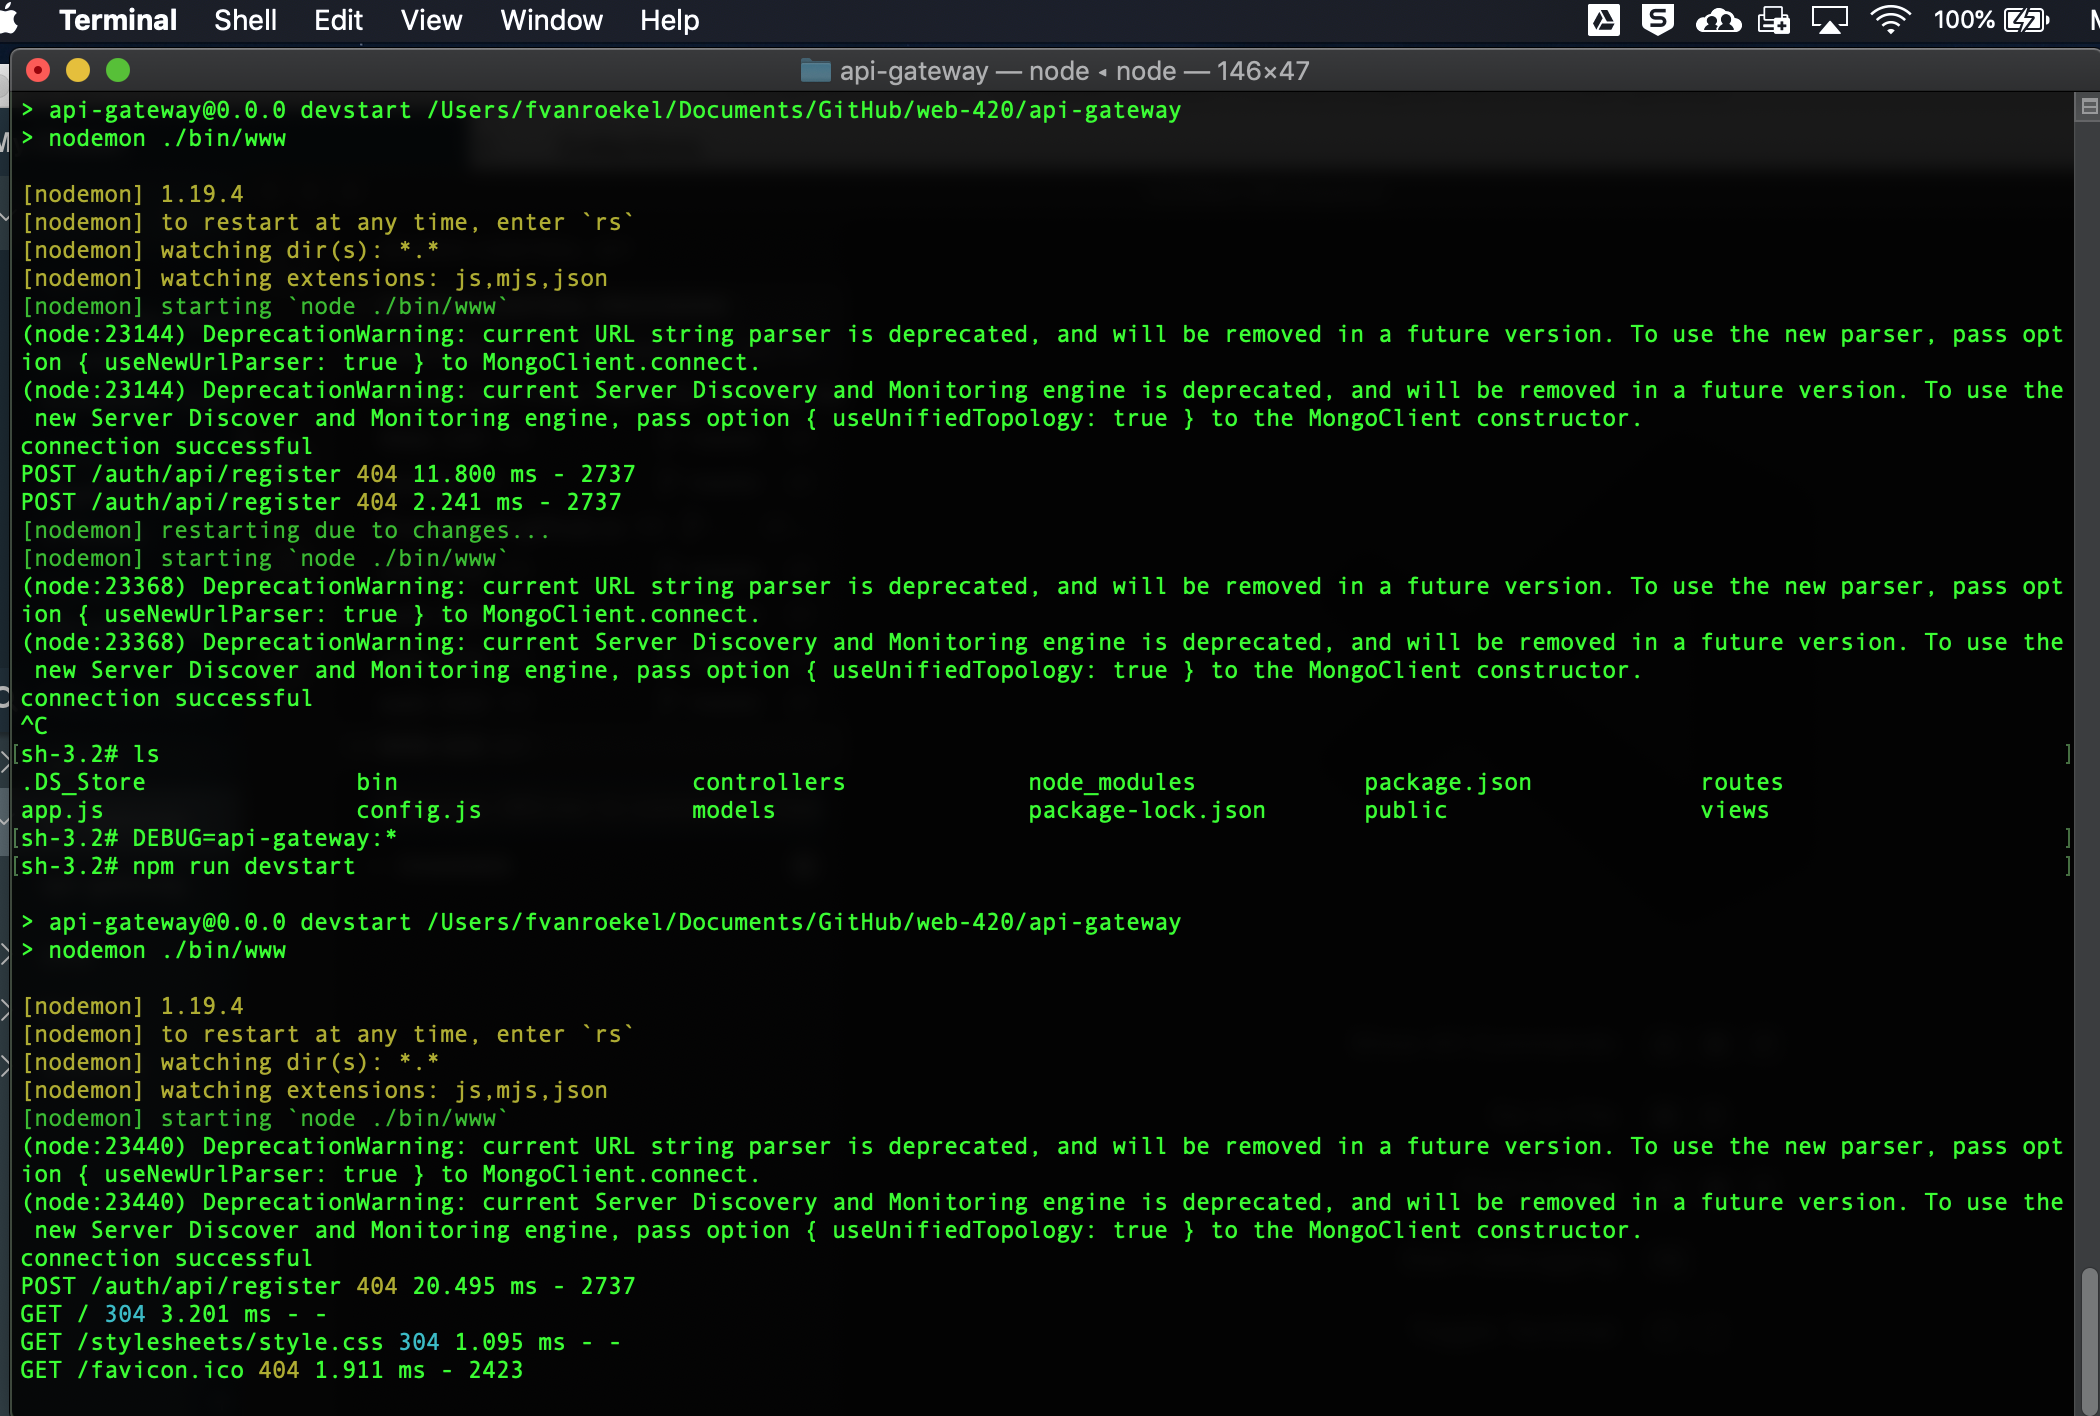 Terminal Shell Edit View Window Help 100%
api-gateway — node ◂ node — 146×47
> api-gateway@0.0.0 devstart /Users/fvanroekel/Documents/GitHub/web-420/api-gateway
> nodemon ./bin/www
[nodemon] 1.19.4
[nodemon] to restart at any time, enter `rs`
[nodemon] watching dir(s): *.*
[nodemon] watching extensions: js,mjs,json
[nodemon] starting `node ./bin/www`
(node:23144) DeprecationWarning: current URL string parser is deprecated, and will be removed in a future version. To use the new parser, pass opt
ion { useNewUrlParser: true } to MongoClient.connect.
(node:23144) DeprecationWarning: current Server Discovery and Monitoring engine is deprecated, and will be removed in a future version. To use the
 new Server Discover and Monitoring engine, pass option { useUnifiedTopology: true } to the MongoClient constructor.
connection successful
POST /auth/api/register 404 11.800 ms - 2737
POST /auth/api/register 404 2.241 ms - 2737
[nodemon] restarting due to changes...
[nodemon] starting `node ./bin/www`
(node:23368) DeprecationWarning: current URL string parser is deprecated, and will be removed in a future version. To use the new parser, pass opt
ion { useNewUrlParser: true } to MongoClient.connect.
(node:23368) DeprecationWarning: current Server Discovery and Monitoring engine is deprecated, and will be removed in a future version. To use the
 new Server Discover and Monitoring engine, pass option { useUnifiedTopology: true } to the MongoClient constructor.
connection successful
^C
[sh-3.2# ls ]
.DS_Store bin controllers node_modules package.json routes
app.js config.js models package-lock.json public views
[sh-3.2# DEBUG=api-gateway:* ]
[sh-3.2# npm run devstart ]
> api-gateway@0.0.0 devstart /Users/fvanroekel/Documents/GitHub/web-420/api-gateway
> nodemon ./bin/www
[nodemon] 1.19.4
[nodemon] to restart at any time, enter `rs`
[nodemon] watching dir(s): *.*
[nodemon] watching extensions: js,mjs,json
[nodemon] starting `node ./bin/www`
(node:23440) DeprecationWarning: current URL string parser is deprecated, and will be removed in a future version. To use the new parser, pass opt
ion { useNewUrlParser: true } to MongoClient.connect.
(node:23440) DeprecationWarning: current Server Discovery and Monitoring engine is deprecated, and will be removed in a future version. To use the
 new Server Discover and Monitoring engine, pass option { useUnifiedTopology: true } to the MongoClient constructor.
connection successful
POST /auth/api/register 404 20.495 ms - 2737
GET / 304 3.201 ms - -
GET /stylesheets/style.css 304 1.095 ms - -
GET /favicon.ico 404 1.911 ms - 2423